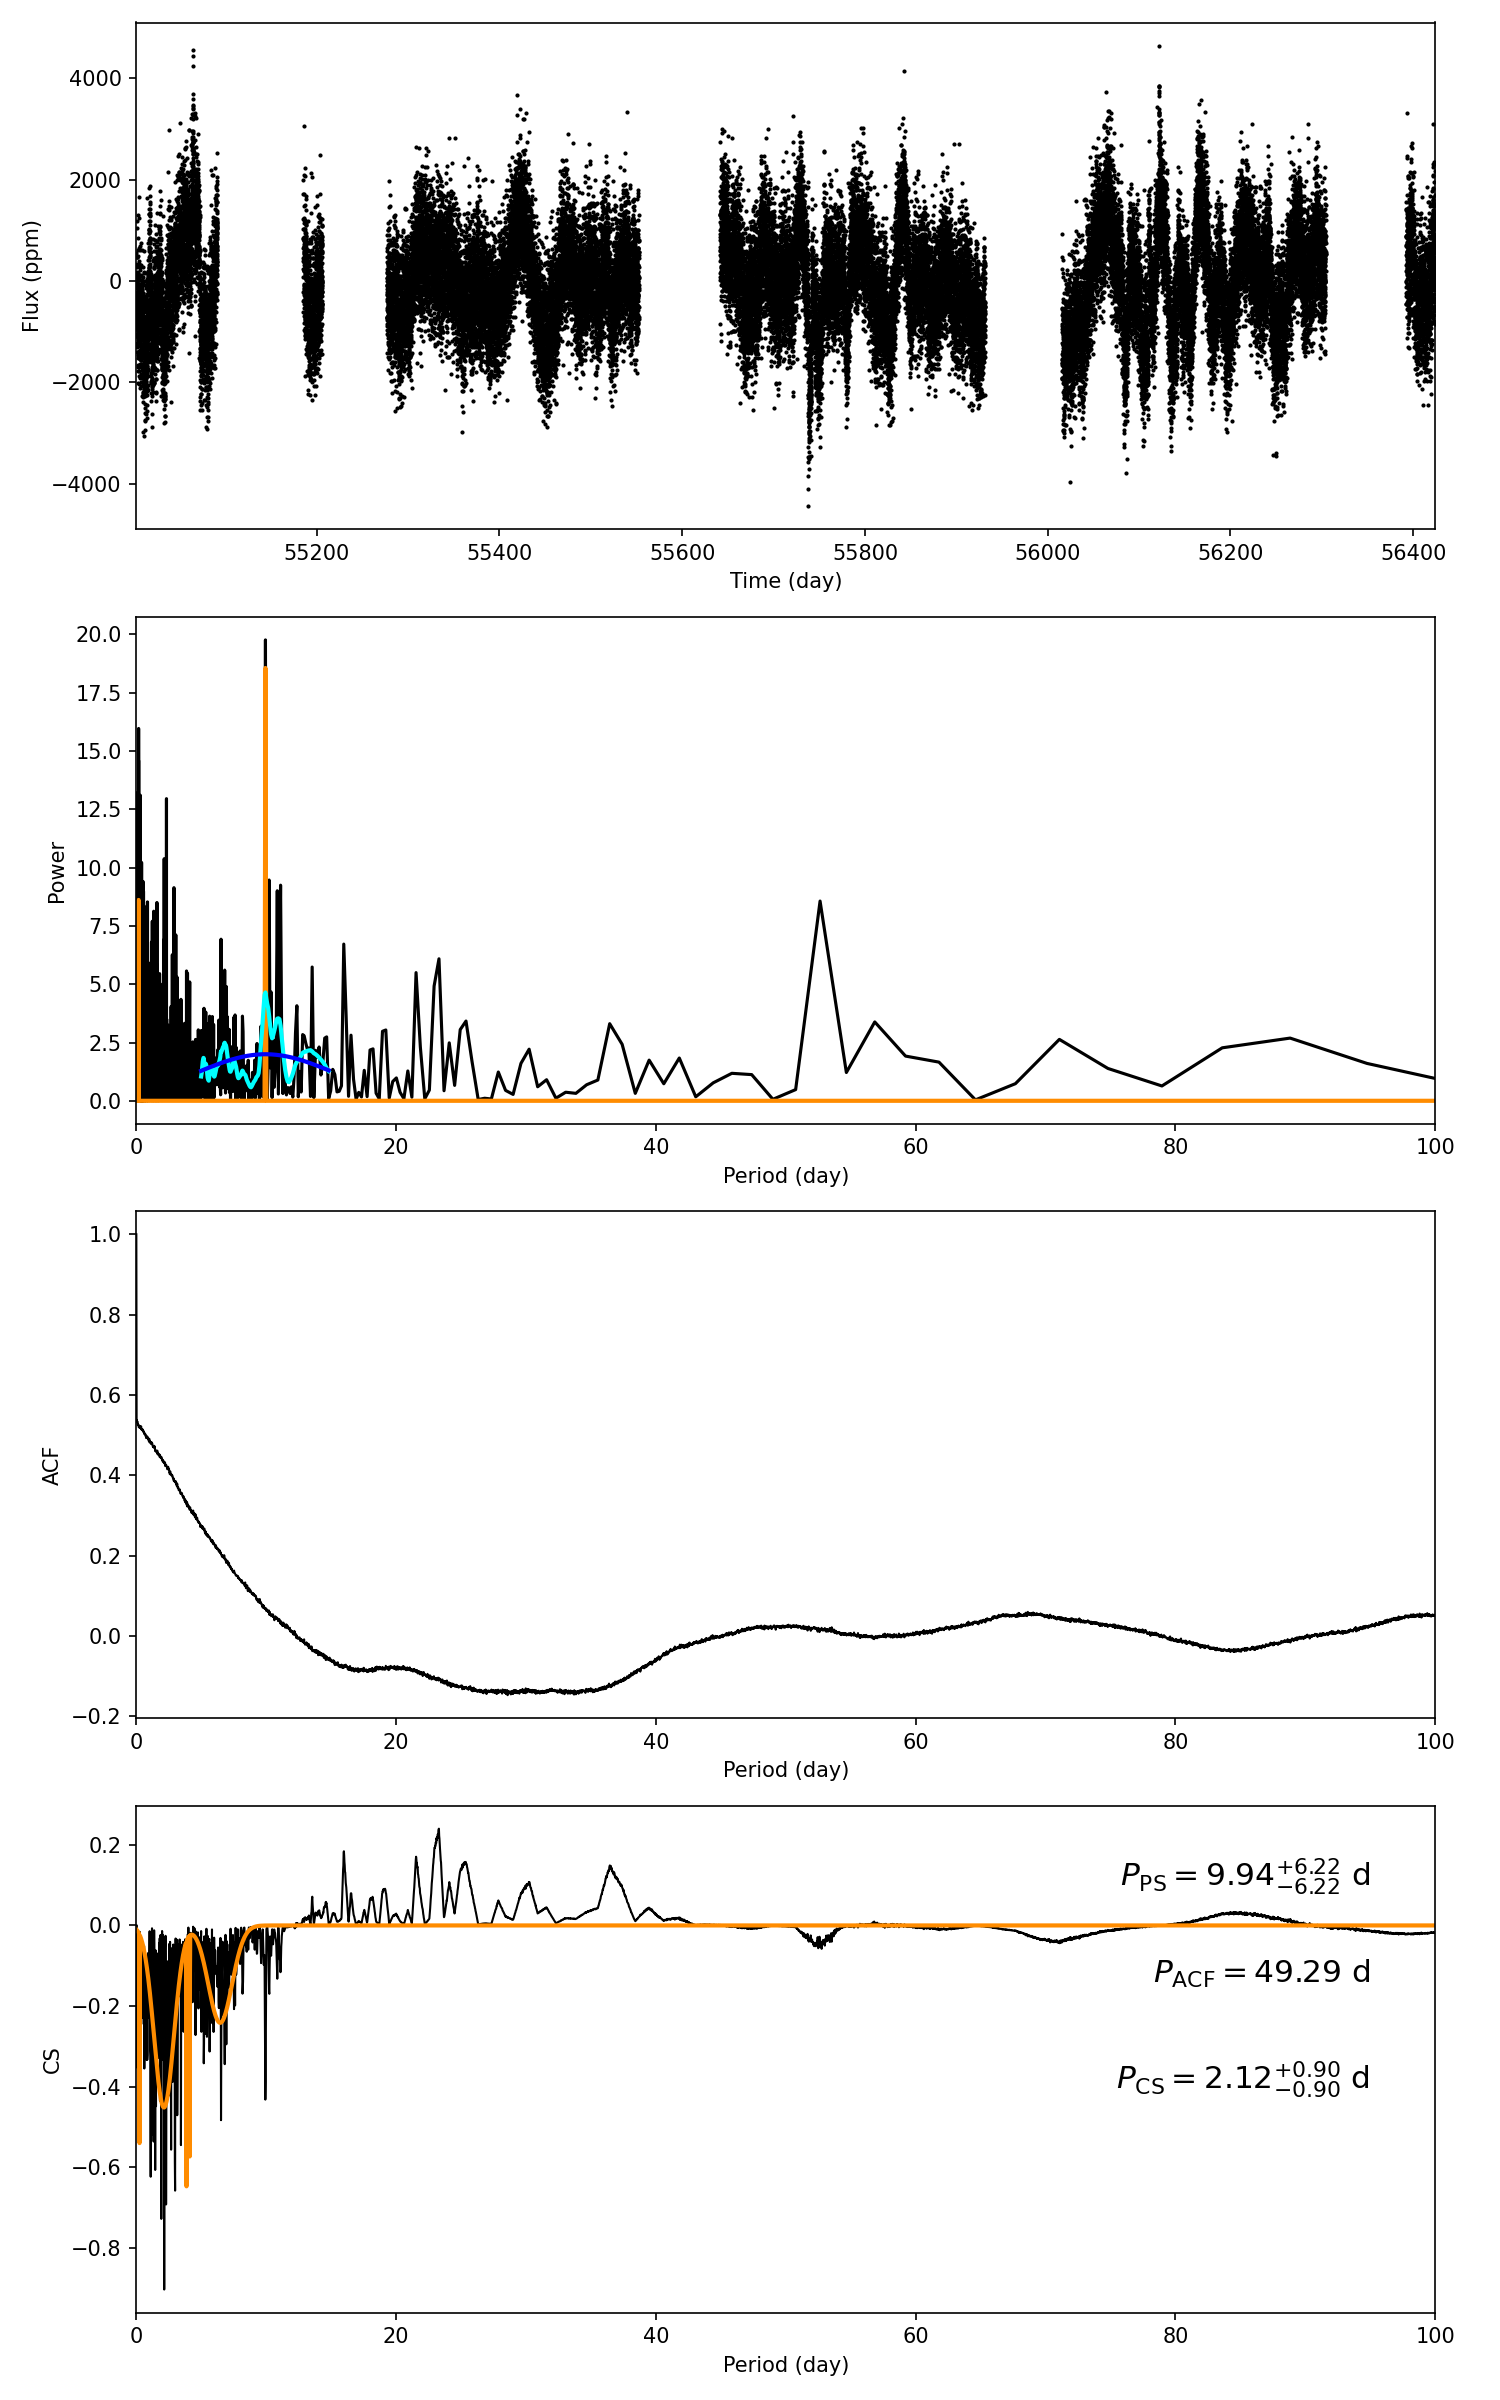 4000
2000
0
−2000
−4000
Flux (ppm)
55200 55400 55600 55800 56000 56200 56400
Time (day)
20.0
17.5
15.0
12.5
10.0
7.5
5.0
2.5
0.0
Power
0 20 40 60 80 100
Period (day)
1.0
0.8
0.6
0.4
0.2
0.0
−0.2
ACF
0 20 40 60 80 100
Period (day)
0.2
0.0
−0.2
−0.4
−0.6
−0.8
CS
P_PS = 9.94^{+6.22}_{−6.22} d
P_ACF = 49.29 d
P_CS = 2.12^{+0.90}_{−0.90} d
0 20 40 60 80 100
Period (day)